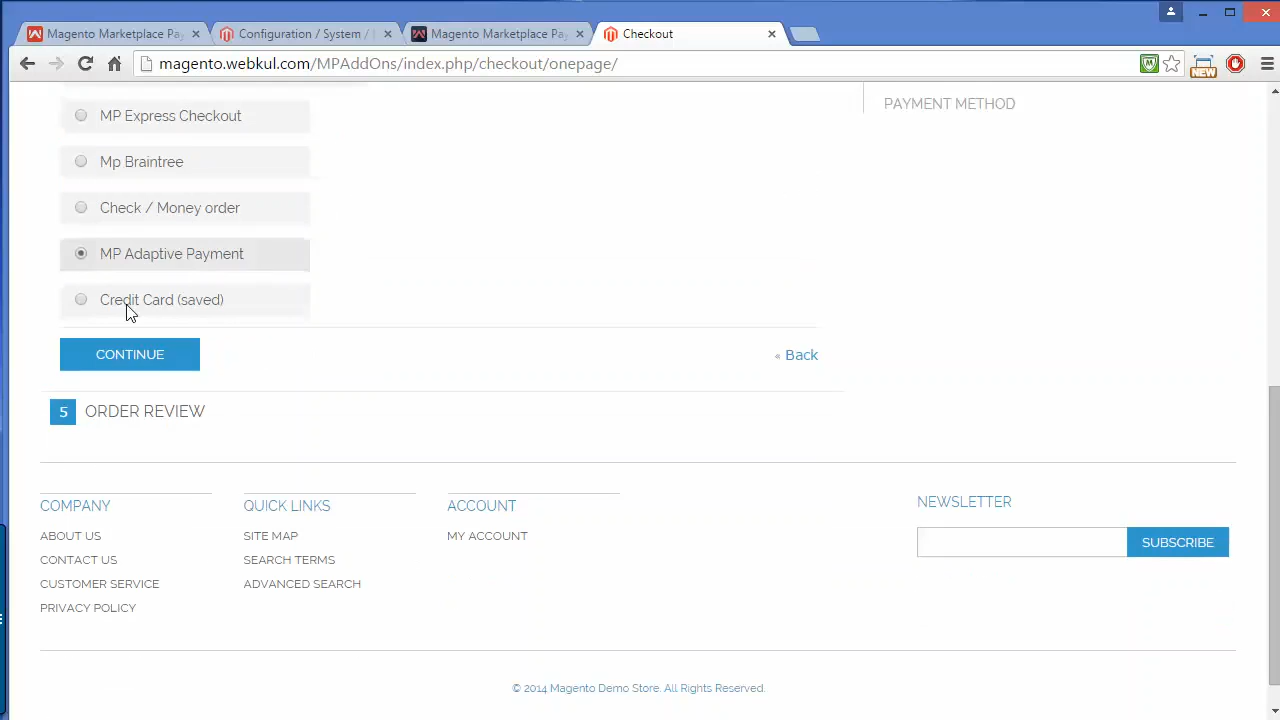 Magento Marketplace Pay
Configuration / System /
Magento Marketplace Pay
Checkout
magento.webkul.com/MPAddOns/index.php/checkout/onepage/
NEW
MP Express Checkout
PAYMENT METHOD
Mp Braintree
Check / Money order
MP Adaptive Payment
Credit Card (saved)
CONTINUE
« Back
5 ORDER REVIEW
COMPANY
ABOUT US
CONTACT US
CUSTOMER SERVICE
PRIVACY POLICY
QUICK LINKS
SITE MAP
SEARCH TERMS
ADVANCED SEARCH
ACCOUNT
MY ACCOUNT
NEWSLETTER
SUBSCRIBE
© 2014 Magento Demo Store. All Rights Reserved.